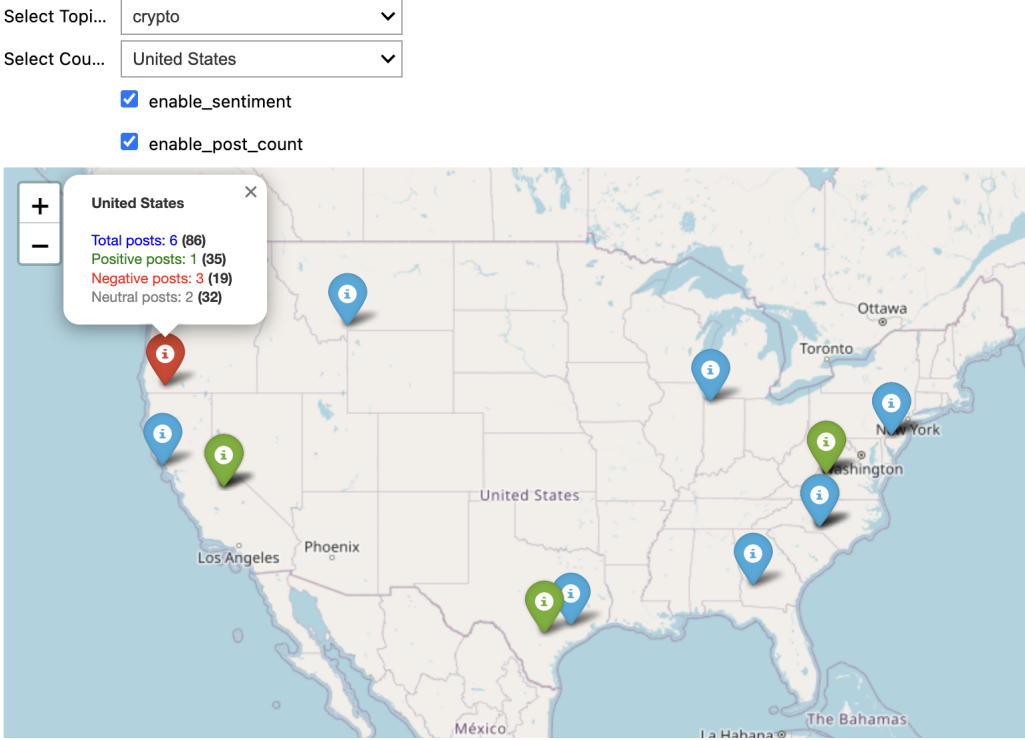 Select Topi...
crypto
Select Cou...
United States
enable_sentiment
enable_post_count
+
−
United States
×
Total posts: 6 (86)
Positive posts: 1 (35)
Negative posts: 3 (19)
Neutral posts: 2 (32)
Ottawa
Toronto
New York
Washington
United States
Los Angeles
Phoenix
México
The Bahamas
La Habana